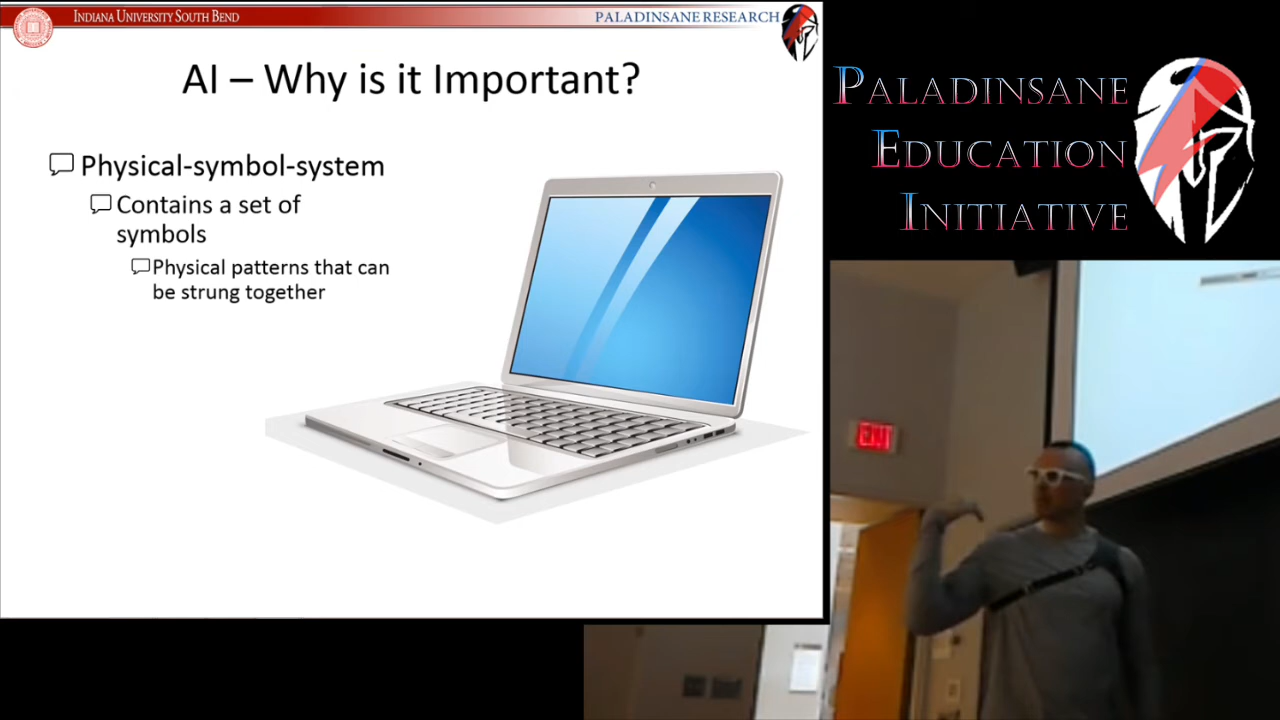 INDIANA UNIVERSITY SOUTH BEND
PALADINSANE RESEARCH
AI – Why is it Important?
Physical-symbol-system
Contains a set of
symbols
Physical patterns that can
be strung together
PALADINSANE
EDUCATION
INITIATIVE
EXIT